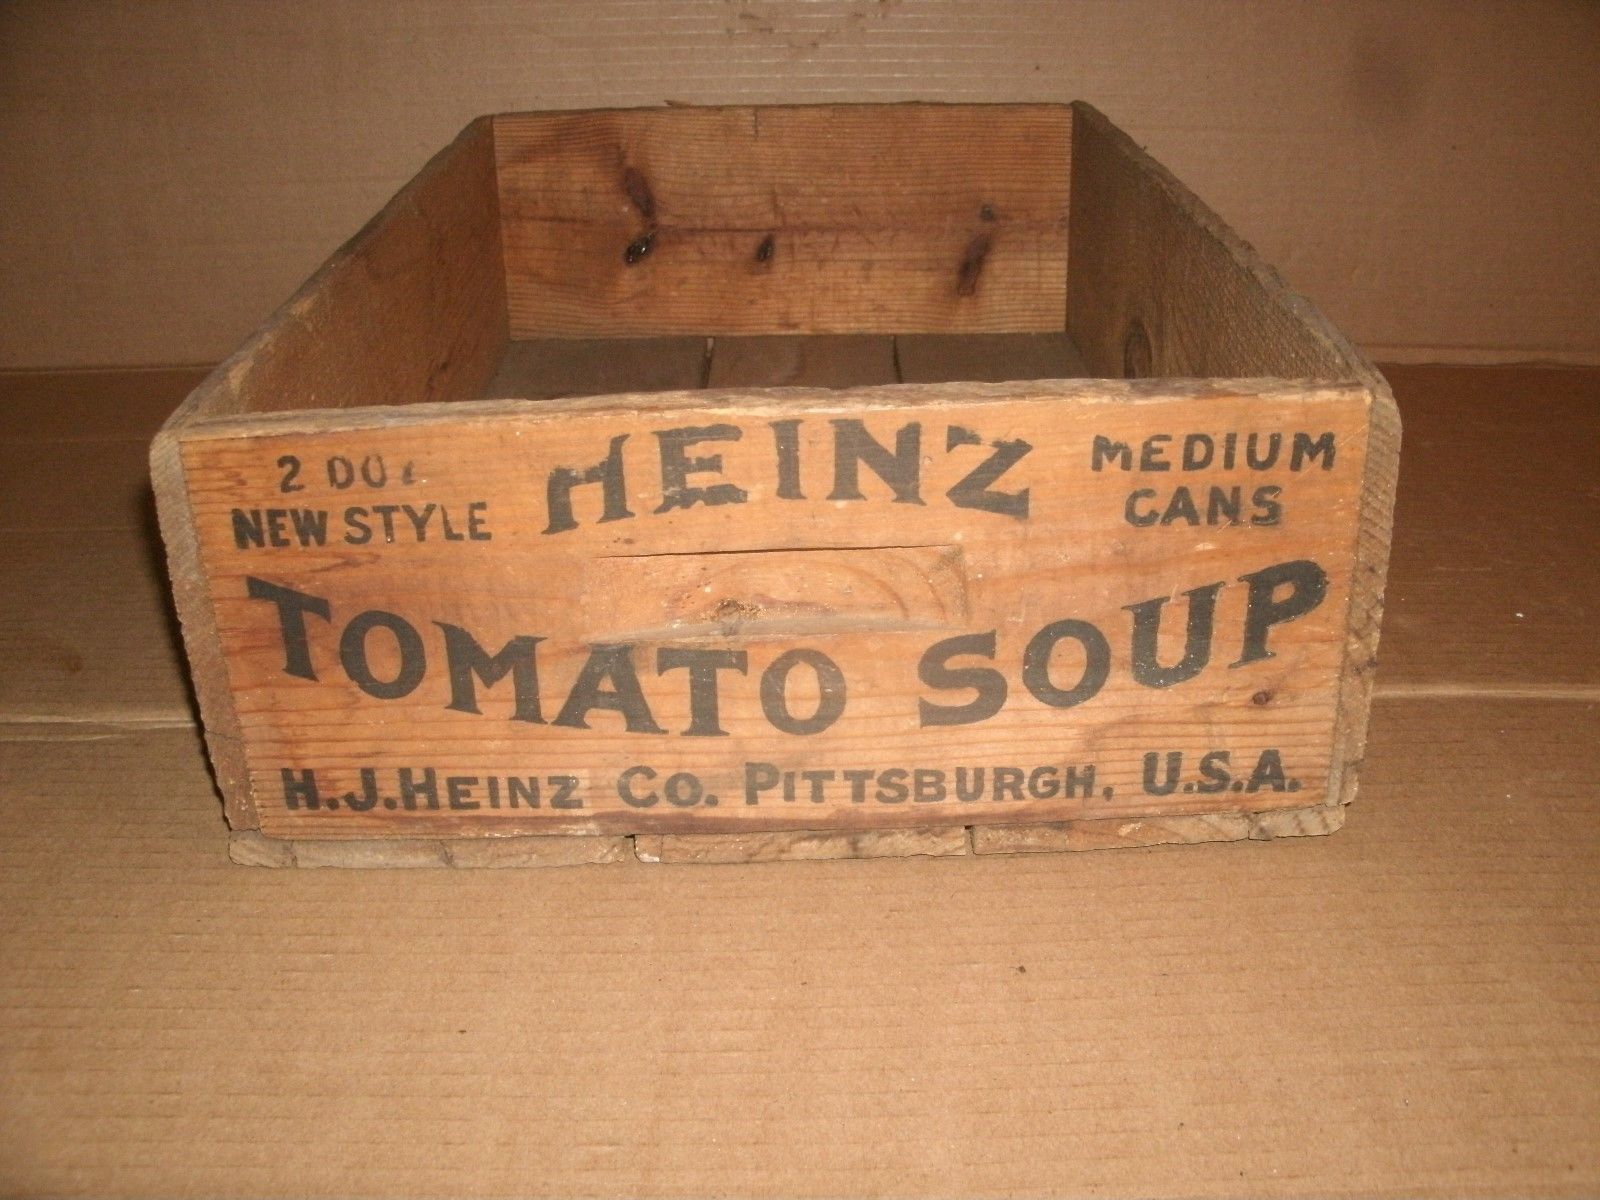 2 DOZ
NEW STYLE
HEINZ
MEDIUM
CANS
TOMATO SOUP
H.J. HEINZ CO. PITTSBURGH, U.S.A.